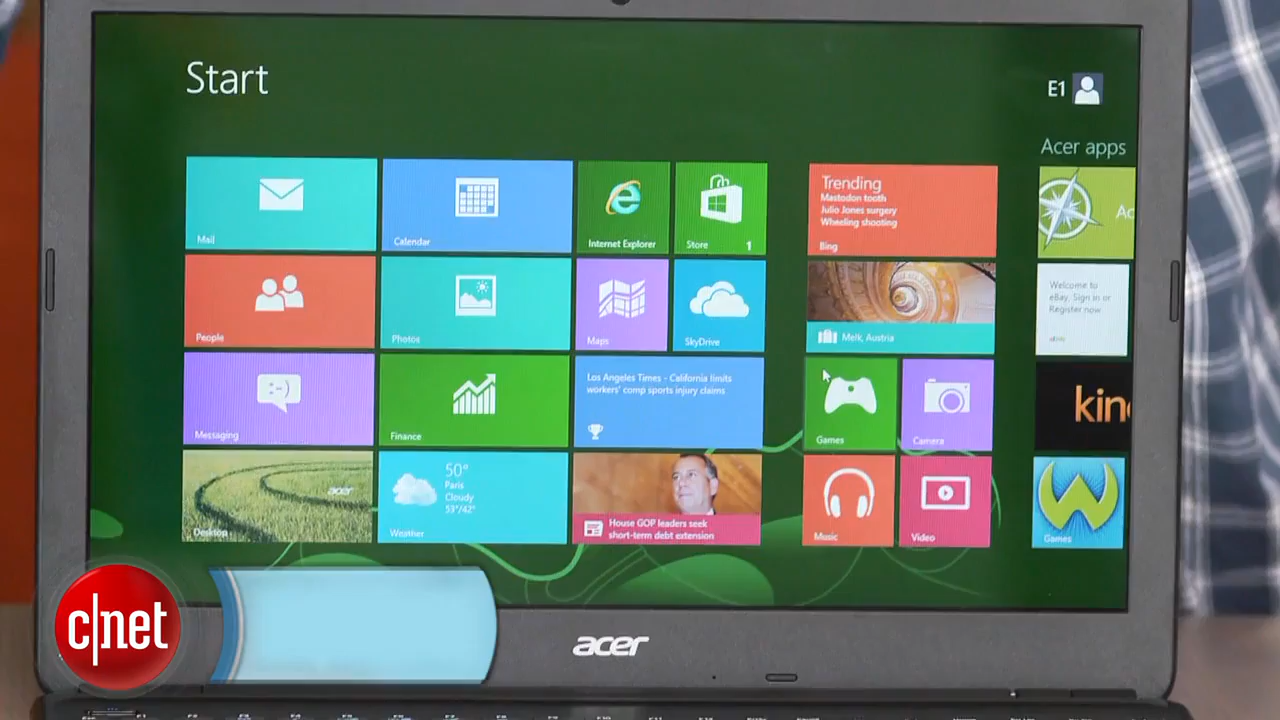 Start
E1
Acer apps
Mail
Calendar
Internet Explorer
Store 1
Trending
Mastodon tooth
Julio Jones surgery
Wheeling shooting
Bing
Ac
People
Photos
Maps
SkyDrive
Melk, Austria
Welcome to
eBay, Sign in or
Register now
Messaging
Finance
Los Angeles Times - California limits
workers' comp sports injury claims
Games
Camera
kin
acer
Desktop
50°
Paris
Cloudy
53°/42°
Weather
House GOP leaders seek
short-term debt extension
Music
Video
Games
c|net
acer